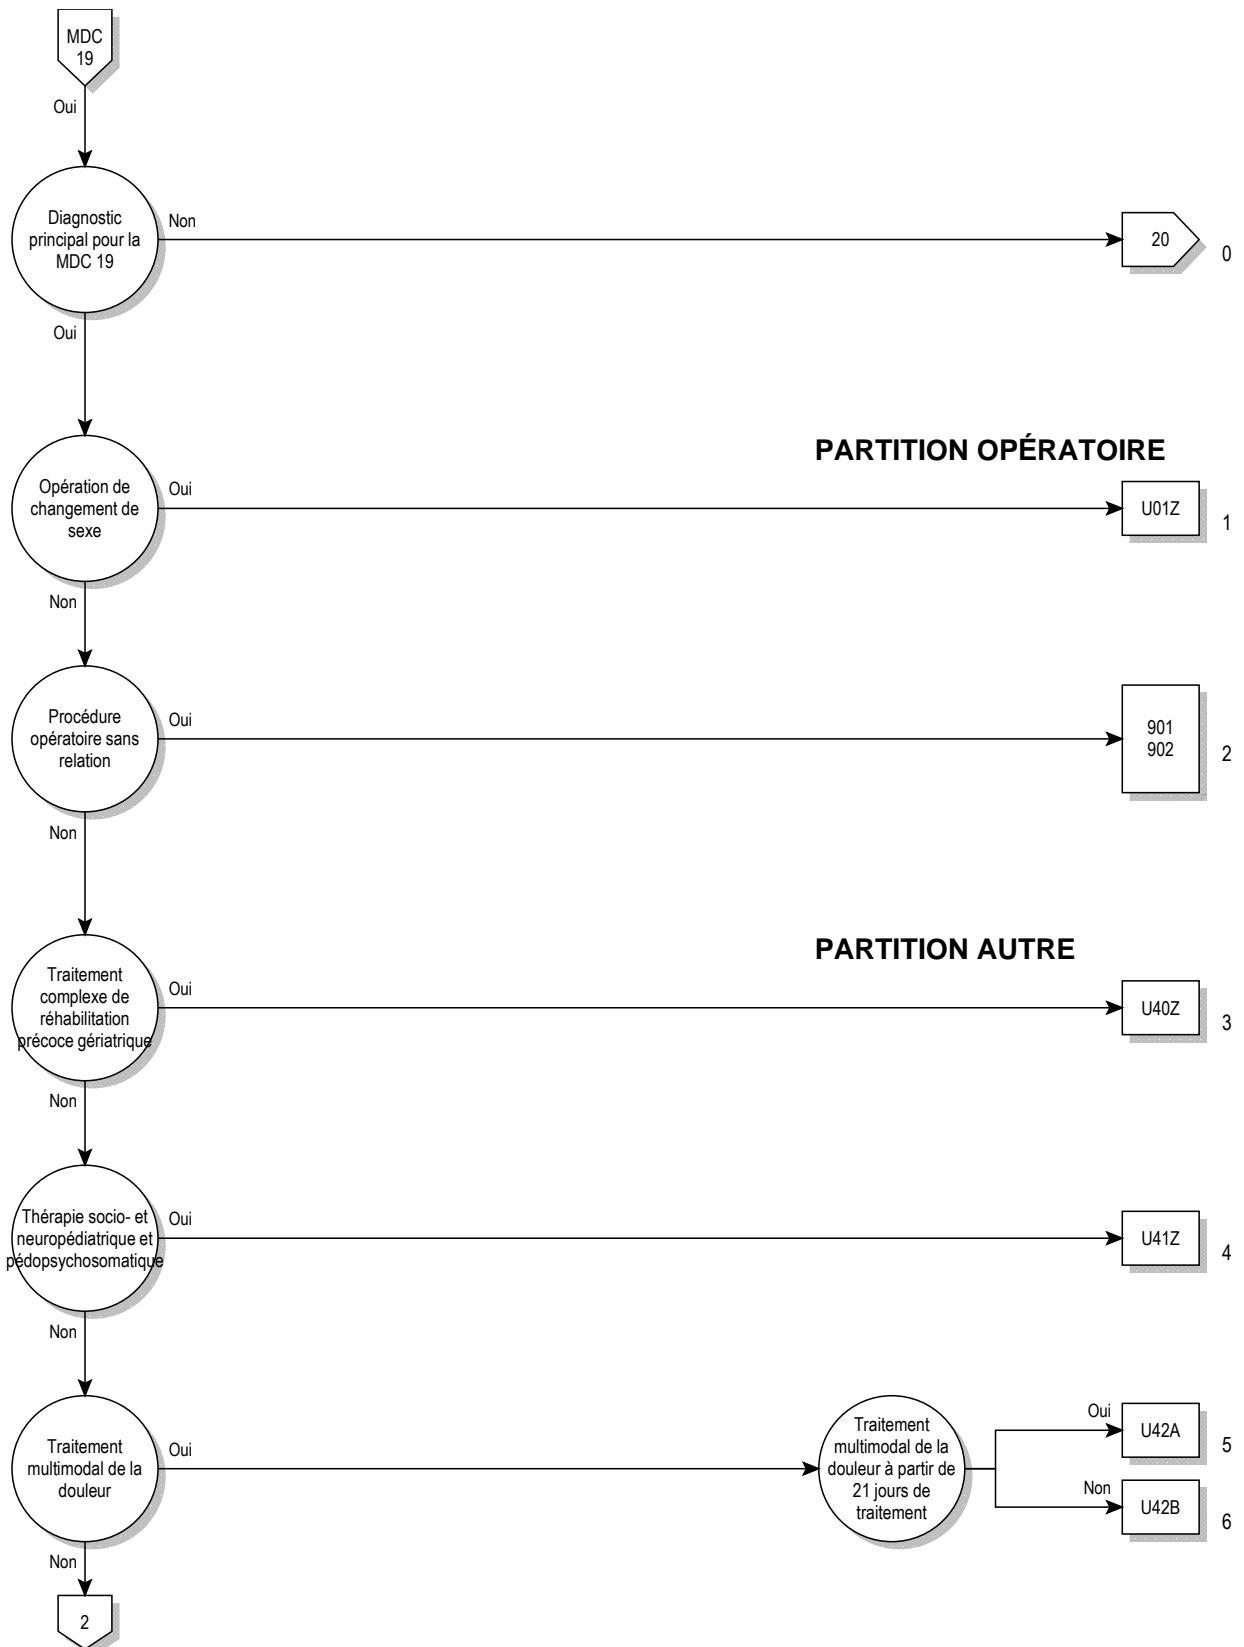 MDC
19
Oui
Diagnostic
principal pour la
MDC 19
Non
20
0
Oui
PARTITION OPÉRATOIRE
Opération de
changement de
sexe
Oui
U01Z
1
Non
Procédure
opératoire sans
relation
Oui
901
902
2
Non
PARTITION AUTRE
Traitement
complexe de
réhabilitation
précoce gériatrique
Oui
U40Z
3
Non
Thérapie socio- et
neuropédiatrique et
pédopsychosomatique
Oui
U41Z
4
Non
Traitement
multimodal de la
douleur
Oui
Traitement
multimodal de la
douleur à partir de
21 jours de
traitement
Oui
U42A
5
Non
U42B
6
Non
2